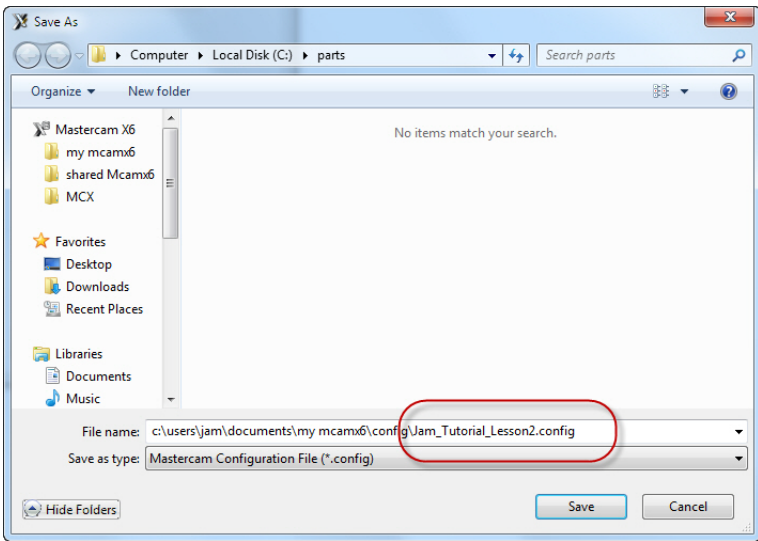 Save As
Computer Local Disk (C:) parts Search parts
Organize New folder
Mastercam X6
my mcamx6
shared Mcamx6
MCX
Favorites
Desktop
Downloads
Recent Places
Libraries
Documents
Music
No items match your search.
File name: c:\users\jam\documents\my mcamx6\config\Jam_Tutorial_Lesson2.config
Save as type: Mastercam Configuration File (*.config)
Hide Folders Save Cancel